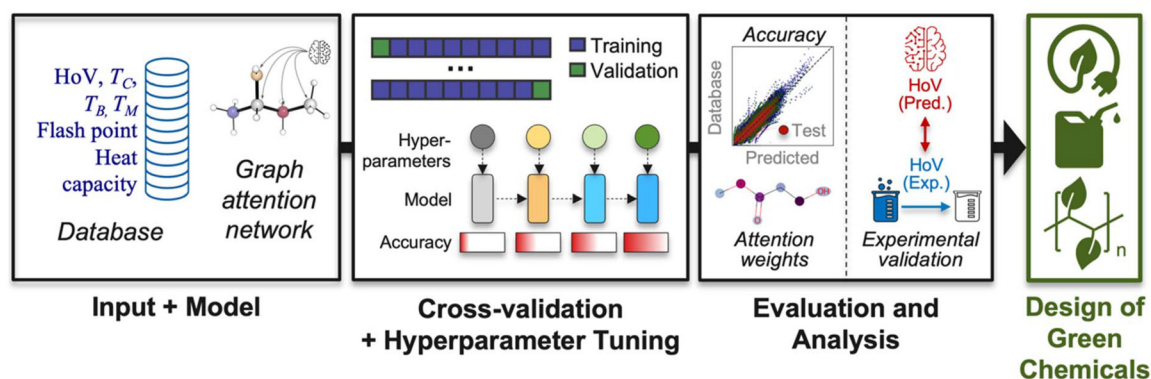 HoV, T_C,
T_B, T_M
Flash point
Heat
capacity
Database
Graph
attention
network
Input + Model
Training
...
Validation
Hyper-
parameters
Model
Accuracy
Cross-validation
+ Hyperparameter Tuning
Accuracy
Database
Test
Predicted
OH
O
Attention
weights
HoV
(Pred.)
HoV
(Exp.)
Experimental
validation
Evaluation and
Analysis
n
Design of
Green
Chemicals